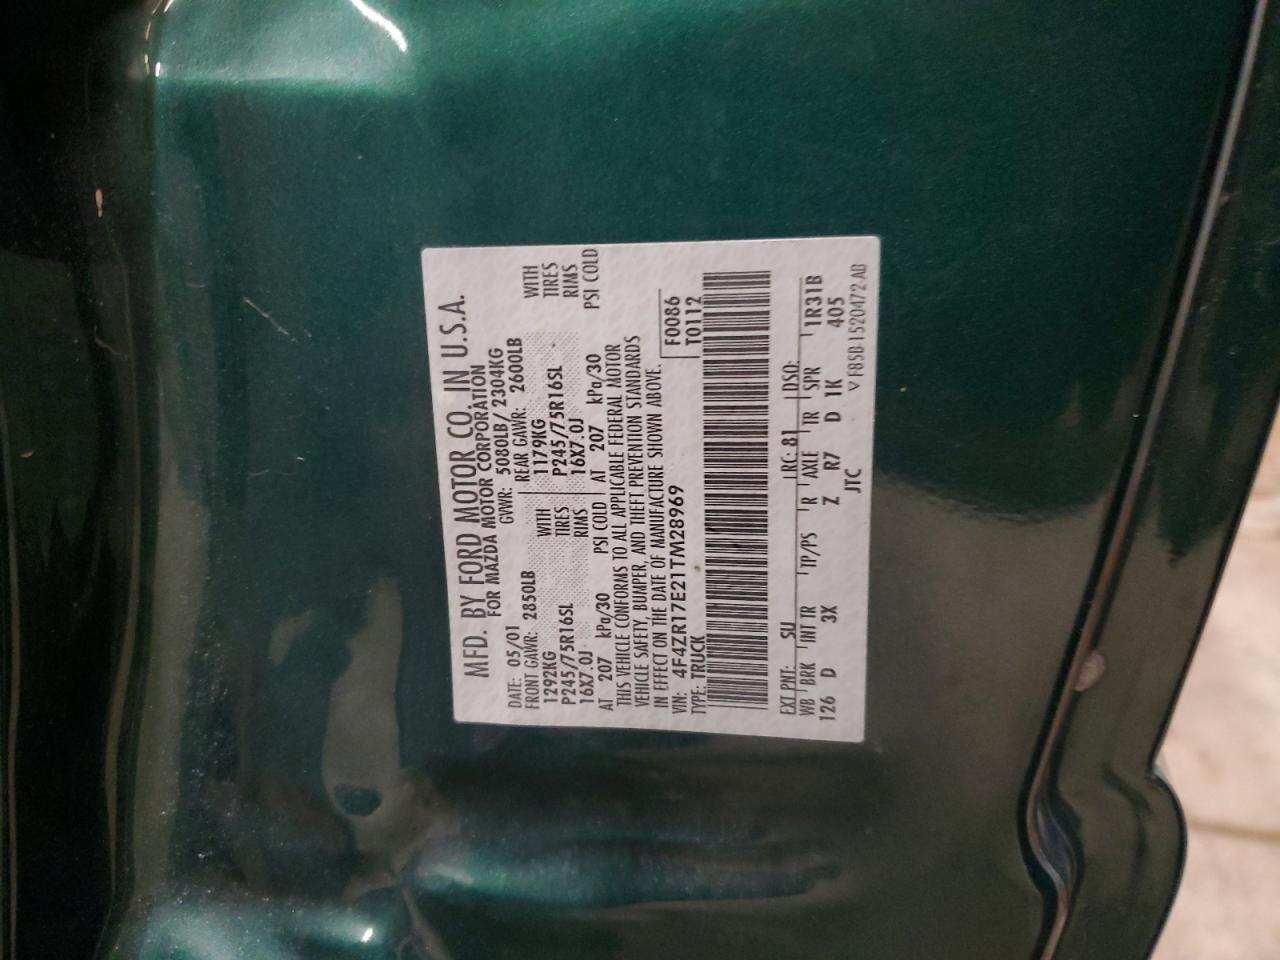 MFD. BY FORD MOTOR CO. IN U.S.A.
FOR MAZDA MOTOR CORPORATION
DATE: 05/01 GVWR: 5080LB/ 2304KG
FRONT GAWR: 2850LB REAR GAWR: 2600LB
1292KG WITH 1179KG WITH
P245/75R16SL TIRES P245/75R16SL TIRES
16X7.0J RIMS 16X7.0J RIMS
AT 207 kPa/30 PSI COLD AT 207 kPa/30 PSI COLD
THIS VEHICLE CONFORMS TO ALL APPLICABLE FEDERAL MOTOR
VEHICLE SAFETY, BUMPER, AND THEFT PREVENTION STANDARDS
IN EFFECT ON THE DATE OF MANUFACTURE SHOWN ABOVE.
VIN: 4F4ZR17E21TM28969 F0086
TYPE: TRUCK T0112
EXT PNT: SU RC: 81 DSO:
WB BRK INT TR TP/PS R AXLE TR SPR 1R31B
126 D 3X Z R7 D 1K 405
JTC V F85B-1520472-AB